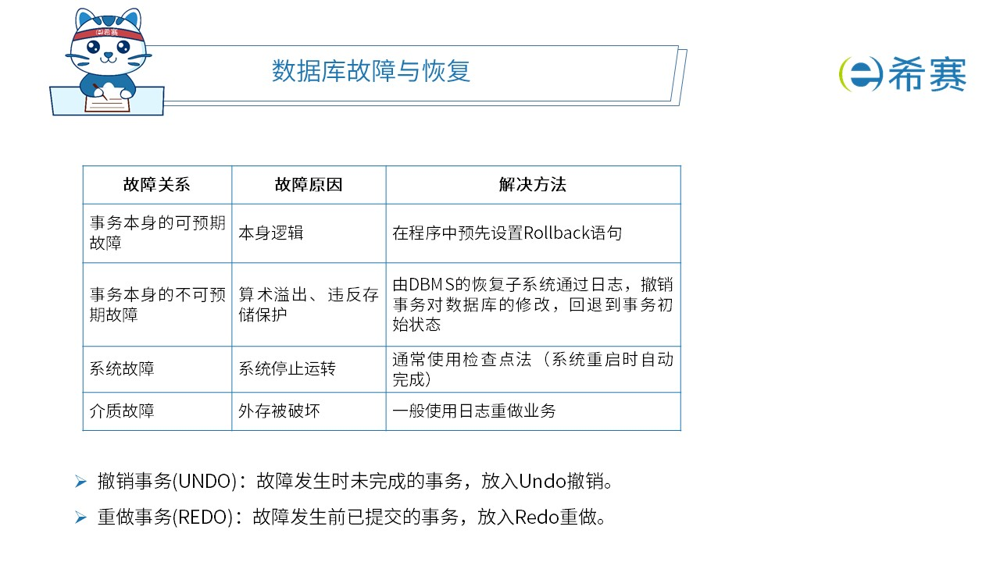 希赛
数据库故障与恢复
希赛
故障关系
故障原因
解决方法
事务本身的可预期
故障
本身逻辑
在程序中预先设置Rollback语句
事务本身的不可预
期故障
算术溢出、违反存
储保护
由DBMS的恢复子系统通过日志，撤销
事务对数据库的修改，回退到事务初
始状态
系统故障
系统停止运转
通常使用检查点法（系统重启时自动
完成）
介质故障
外存被破坏
一般使用日志重做业务
撤销事务(UNDO)：故障发生时未完成的事务，放入Undo撤销。
重做事务(REDO)：故障发生前已提交的事务，放入Redo重做。